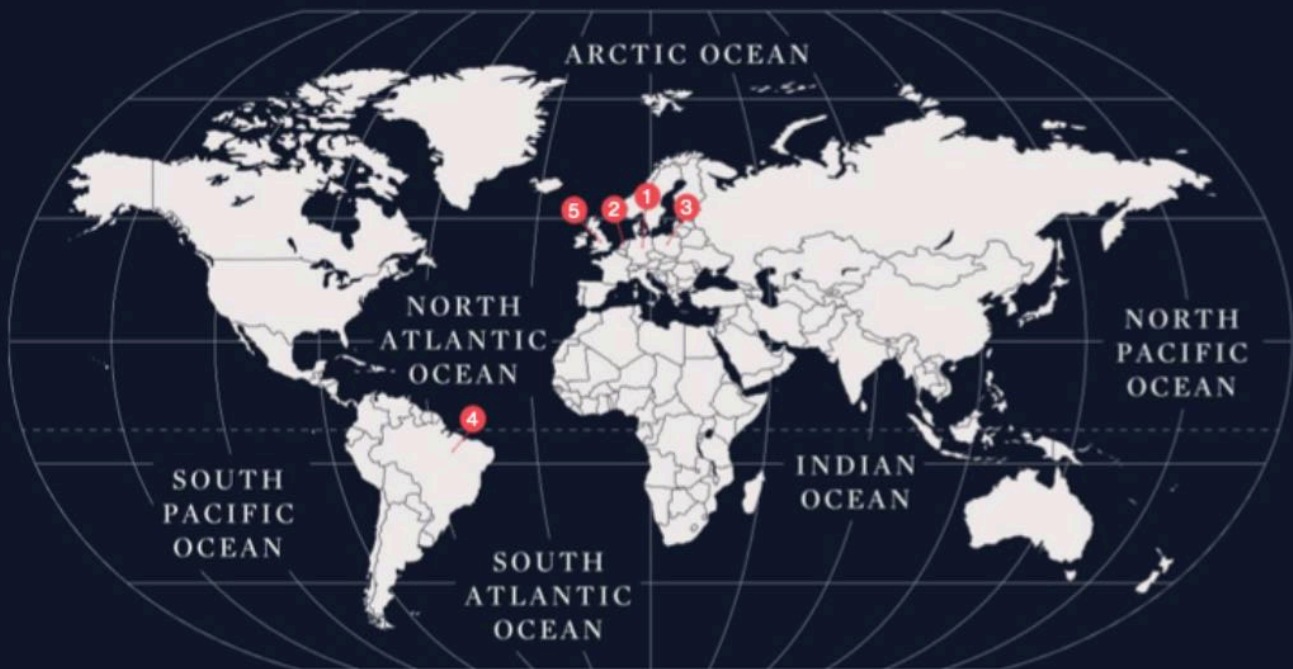 ARCTIC OCEAN
5
2
1
3
NORTH
ATLANTIC
OCEAN
NORTH
PACIFIC
OCEAN
4
SOUTH
PACIFIC
OCEAN
INDIAN
OCEAN
SOUTH
ATLANTIC
OCEAN